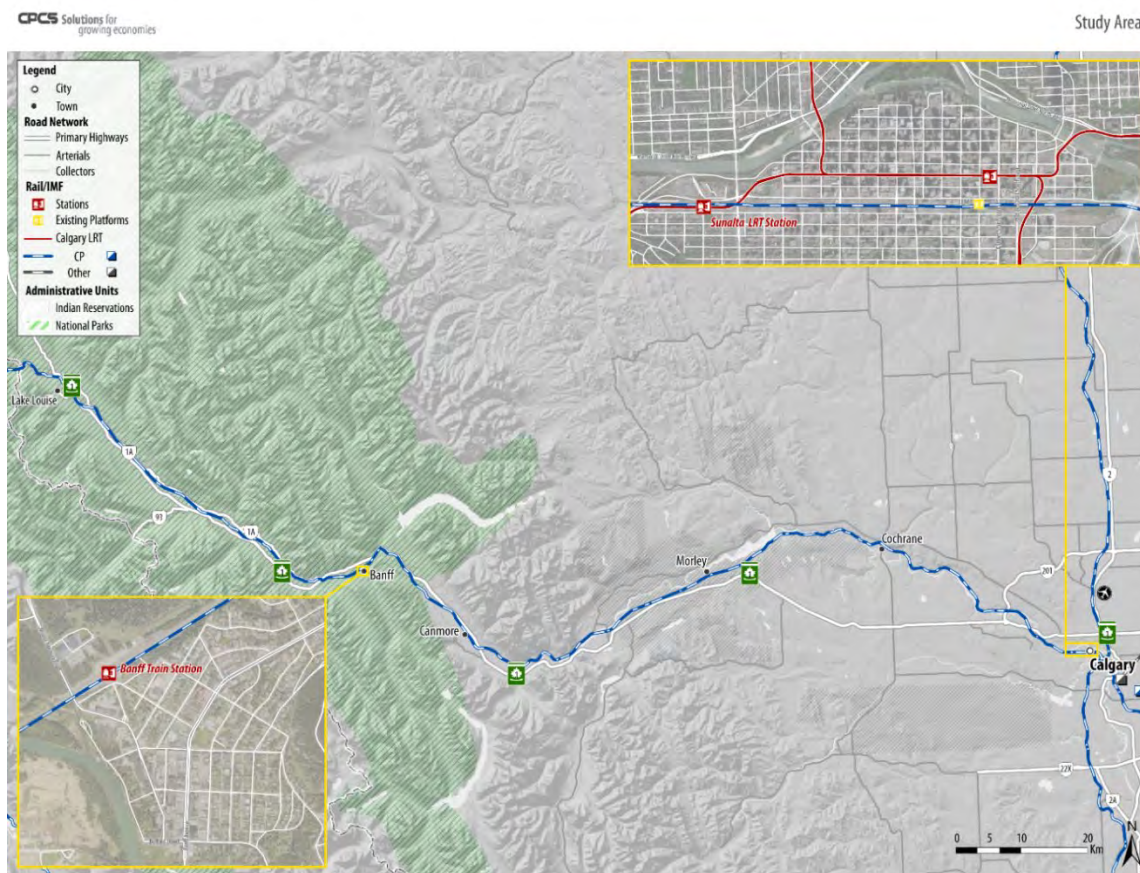 CPCS Solutions for
growing economies
Study Area
Legend
City
Town
Road Network
Primary Highways
Arterials
Collectors
Rail/IMF
Stations
Existing Platforms
Calgary LRT
CP
Other
Administrative Units
Indian Reservations
National Parks
Sunalta LRT Station
Lake Louise
1A
93
1A
Banff
Canmore
Morley
Cochrane
2
201
Calgary
Banff Train Station
22X
2A
N
0 5 10 20
Km